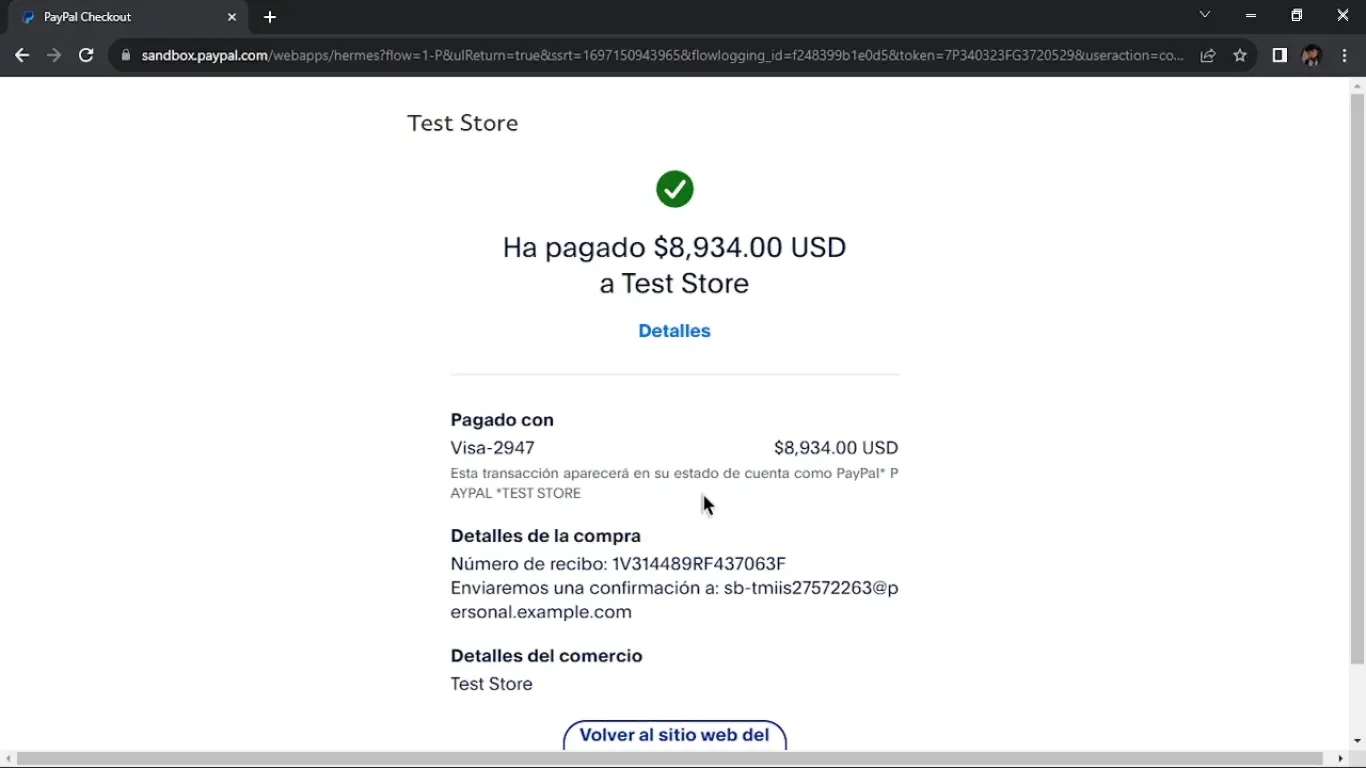 PayPal Checkout
sandbox.paypal.com/webapps/hermes?flow=1-P&ulReturn=true&ssrt=1697150943965&flowlogging_id=f248399b1e0d5&token=7P340323FG3720529&useraction=co...
Test Store
Ha pagado $8,934.00 USD
a Test Store
Detalles
Pagado con
Visa-2947 $8,934.00 USD
Esta transacción aparecerá en su estado de cuenta como PayPal* P
AYPAL *TEST STORE
Detalles de la compra
Número de recibo: 1V314489RF437063F
Enviaremos una confirmación a: sb-tmiis27572263@p
ersonal.example.com
Detalles del comercio
Test Store
Volver al sitio web del